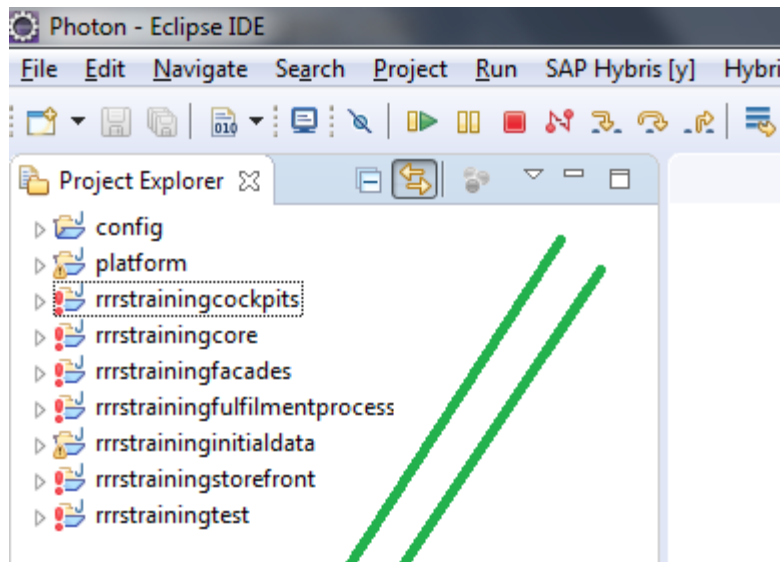 Photon - Eclipse IDE
File Edit Navigate Search Project Run SAP Hybris [y] Hybri
010
Project Explorer
config
platform
rrrstrainingcockpits
rrrstrainingcore
rrrstrainingfacades
rrrstrainingfulfilmentprocess
rrrstraininginitialdata
rrrstrainingstorefront
rrrstrainingtest